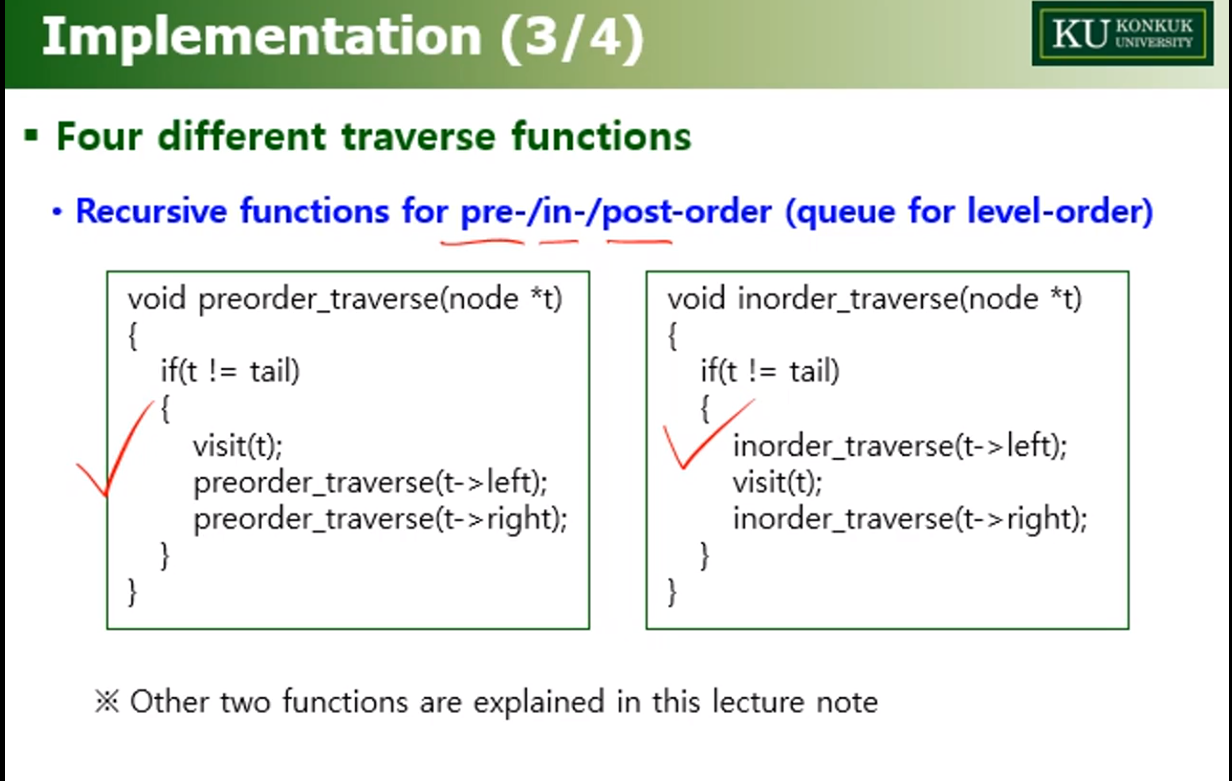 Implementation (3/4)
KU KONKUK
UNIVERSITY
▪ Four different traverse functions
• Recursive functions for pre-/in-/post-order (queue for level-order)
void preorder_traverse(node *t)
{
if(t != tail)
{
visit(t);
preorder_traverse(t->left);
preorder_traverse(t->right);
}
}
void inorder_traverse(node *t)
{
if(t != tail)
{
inorder_traverse(t->left);
visit(t);
inorder_traverse(t->right);
}
}
※ Other two functions are explained in this lecture note